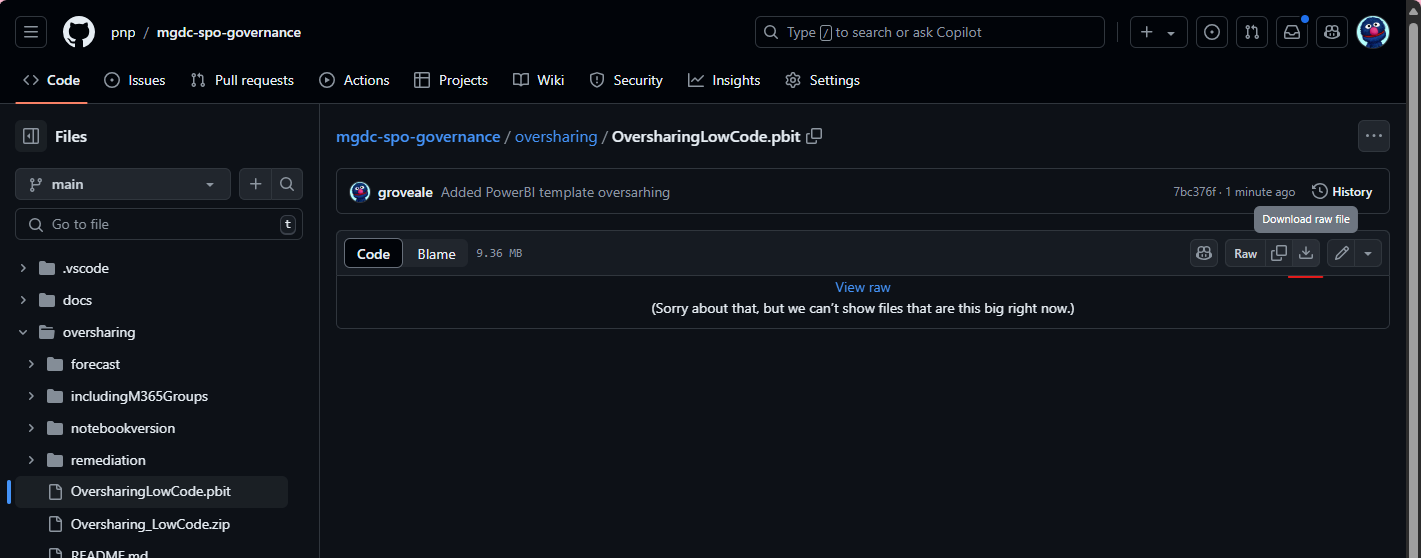 pnp / mgdc-spo-governance
Type / to search or ask Copilot
Code
Issues
Pull requests
Actions
Projects
Wiki
Security
Insights
Settings
Files
main
Go to file
t
.vscode
docs
oversharing
forecast
includingM365Groups
notebookversion
remediation
OversharingLowCode.pbit
Oversharing_LowCode.zip
README.md
mgdc-spo-governance / oversharing / OversharingLowCode.pbit
groveale Added PowerBI template oversarhing
7bc376f · 1 minute ago
History
Download raw file
Code
Blame
9.36 MB
Raw
View raw
(Sorry about that, but we can’t show files that are this big right now.)